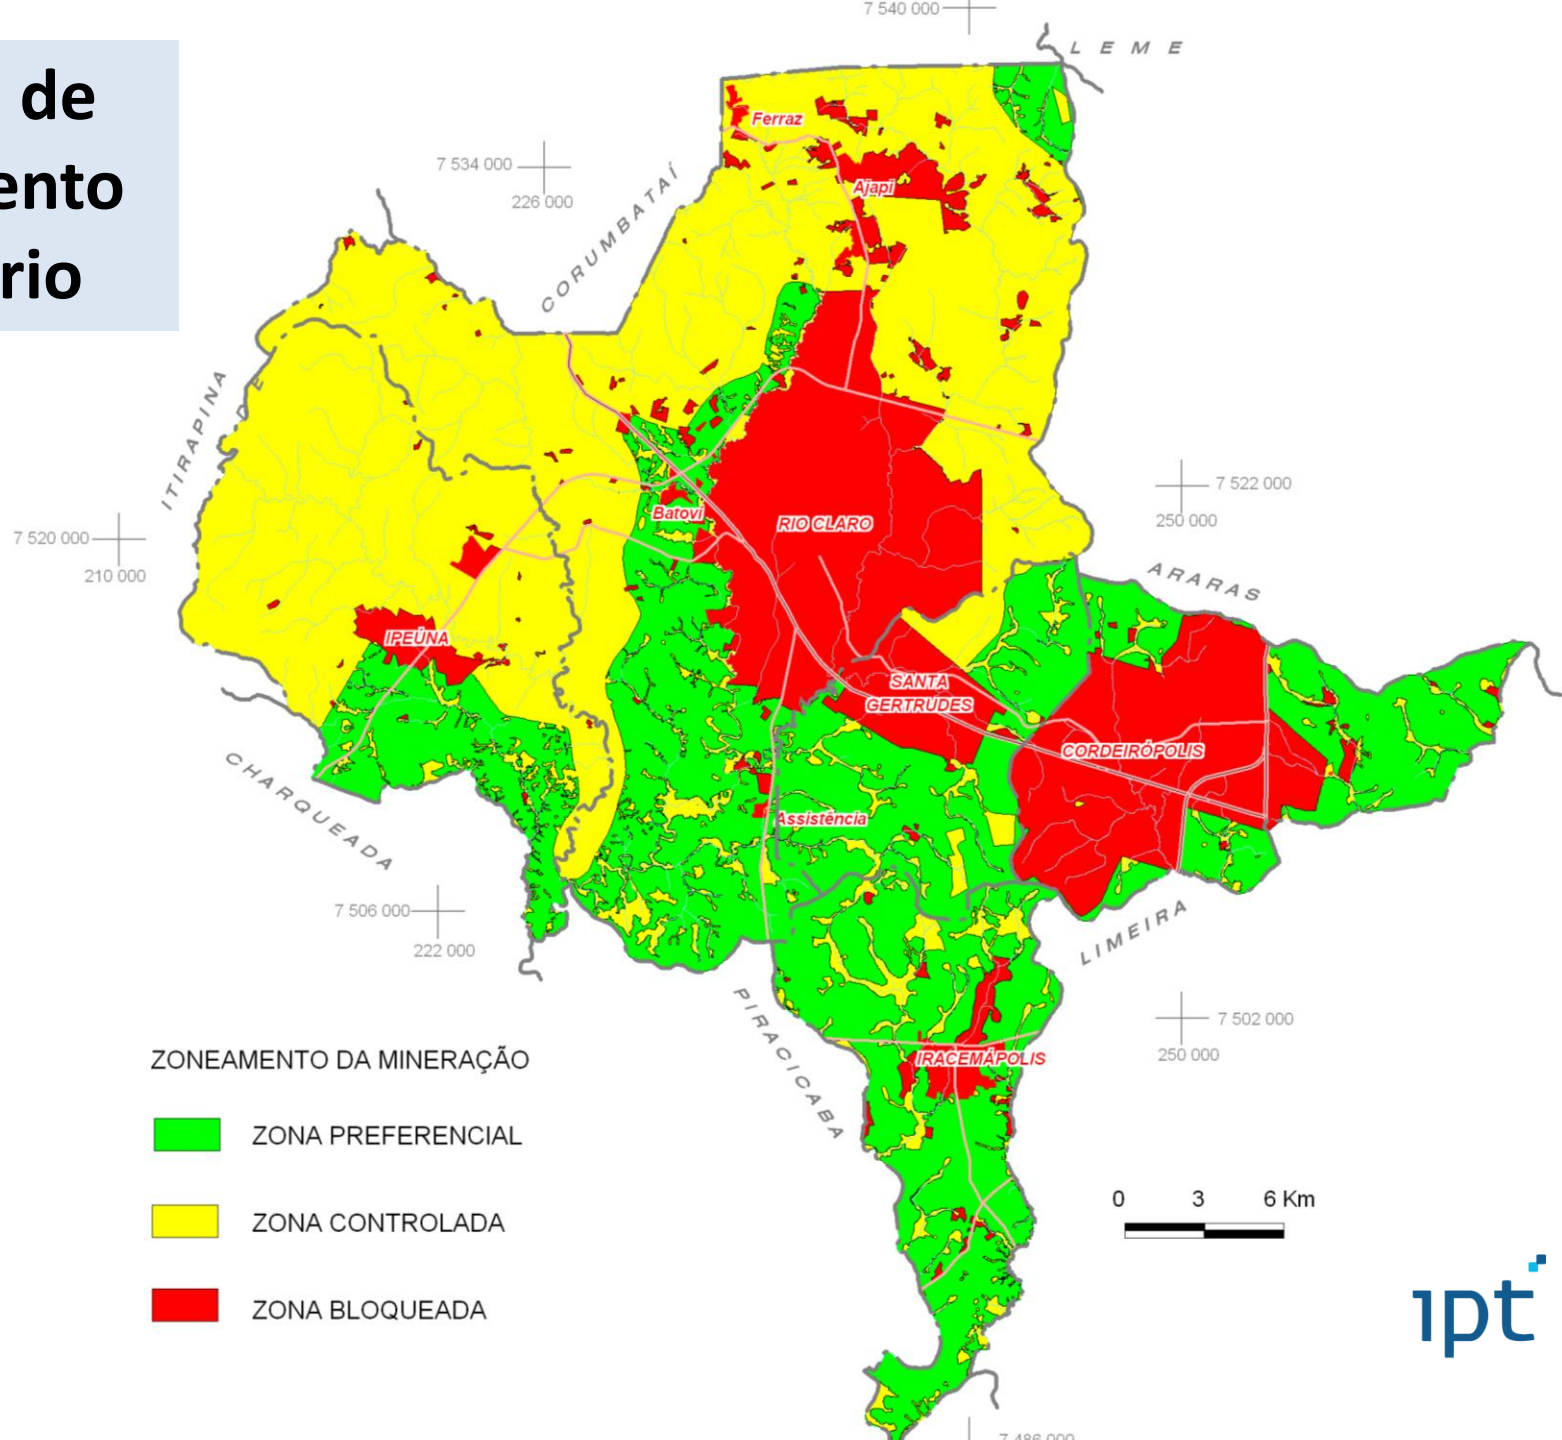 de
ento
rio
7 540 000
LEME
Ferraz
7 534 000
226 000
Ajapi
CORUMBATAÍ
ITIRAPINA
DE
7 522 000
250 000
Batovi
RIO CLARO
7 520 000
210 000
ARARAS
IPEÚNA
SANTA
GERTRUDES
CORDEIRÓPOLIS
CHARQUEADA
Assistência
7 506 000
222 000
LIMEIRA
PIRACICABA
7 502 000
250 000
ZONEAMENTO DA MINERAÇÃO
IRACEMÁPOLIS
ZONA PREFERENCIAL
ZONA CONTROLADA
ZONA BLOQUEADA
0 3 6 Km
ipt
7 486 000